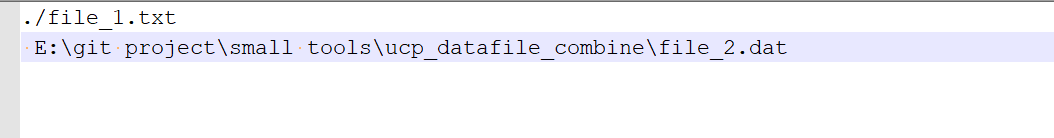 ./file_1.txt
E:\git project\small tools\ucp_datafile_combine\file_2.dat